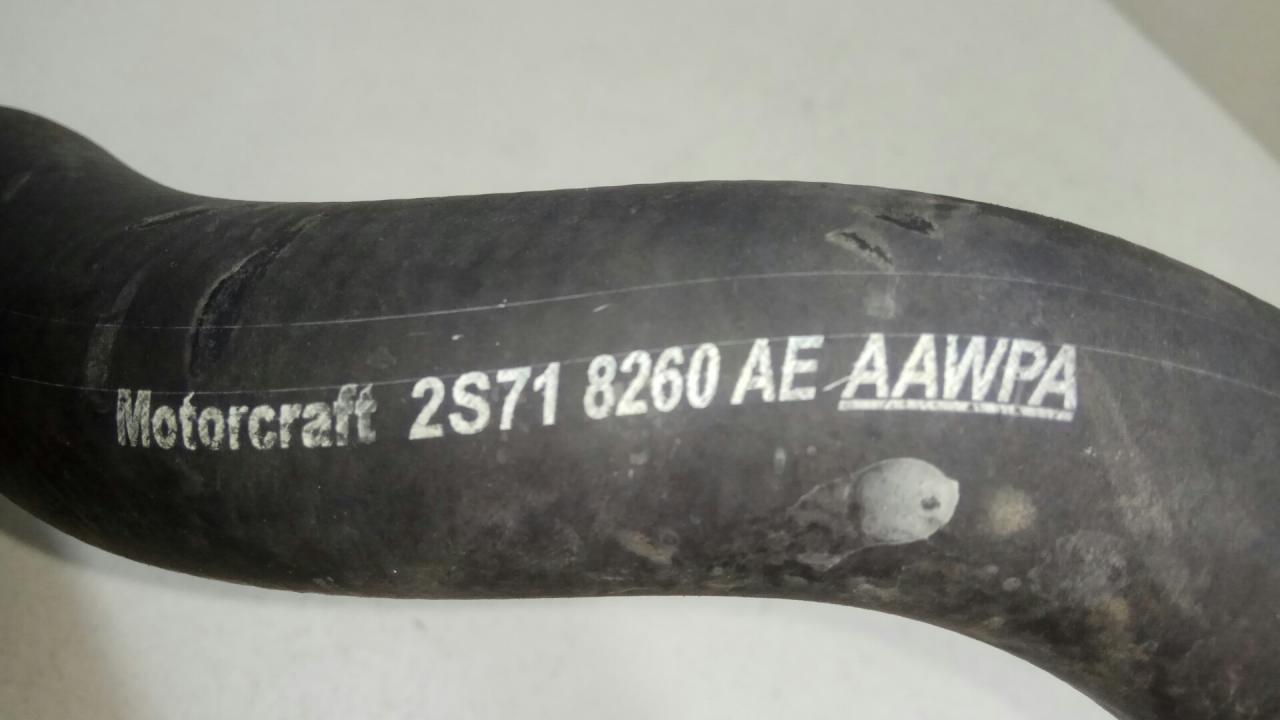 Motorcraft 2S71 8260 AE AAWPA